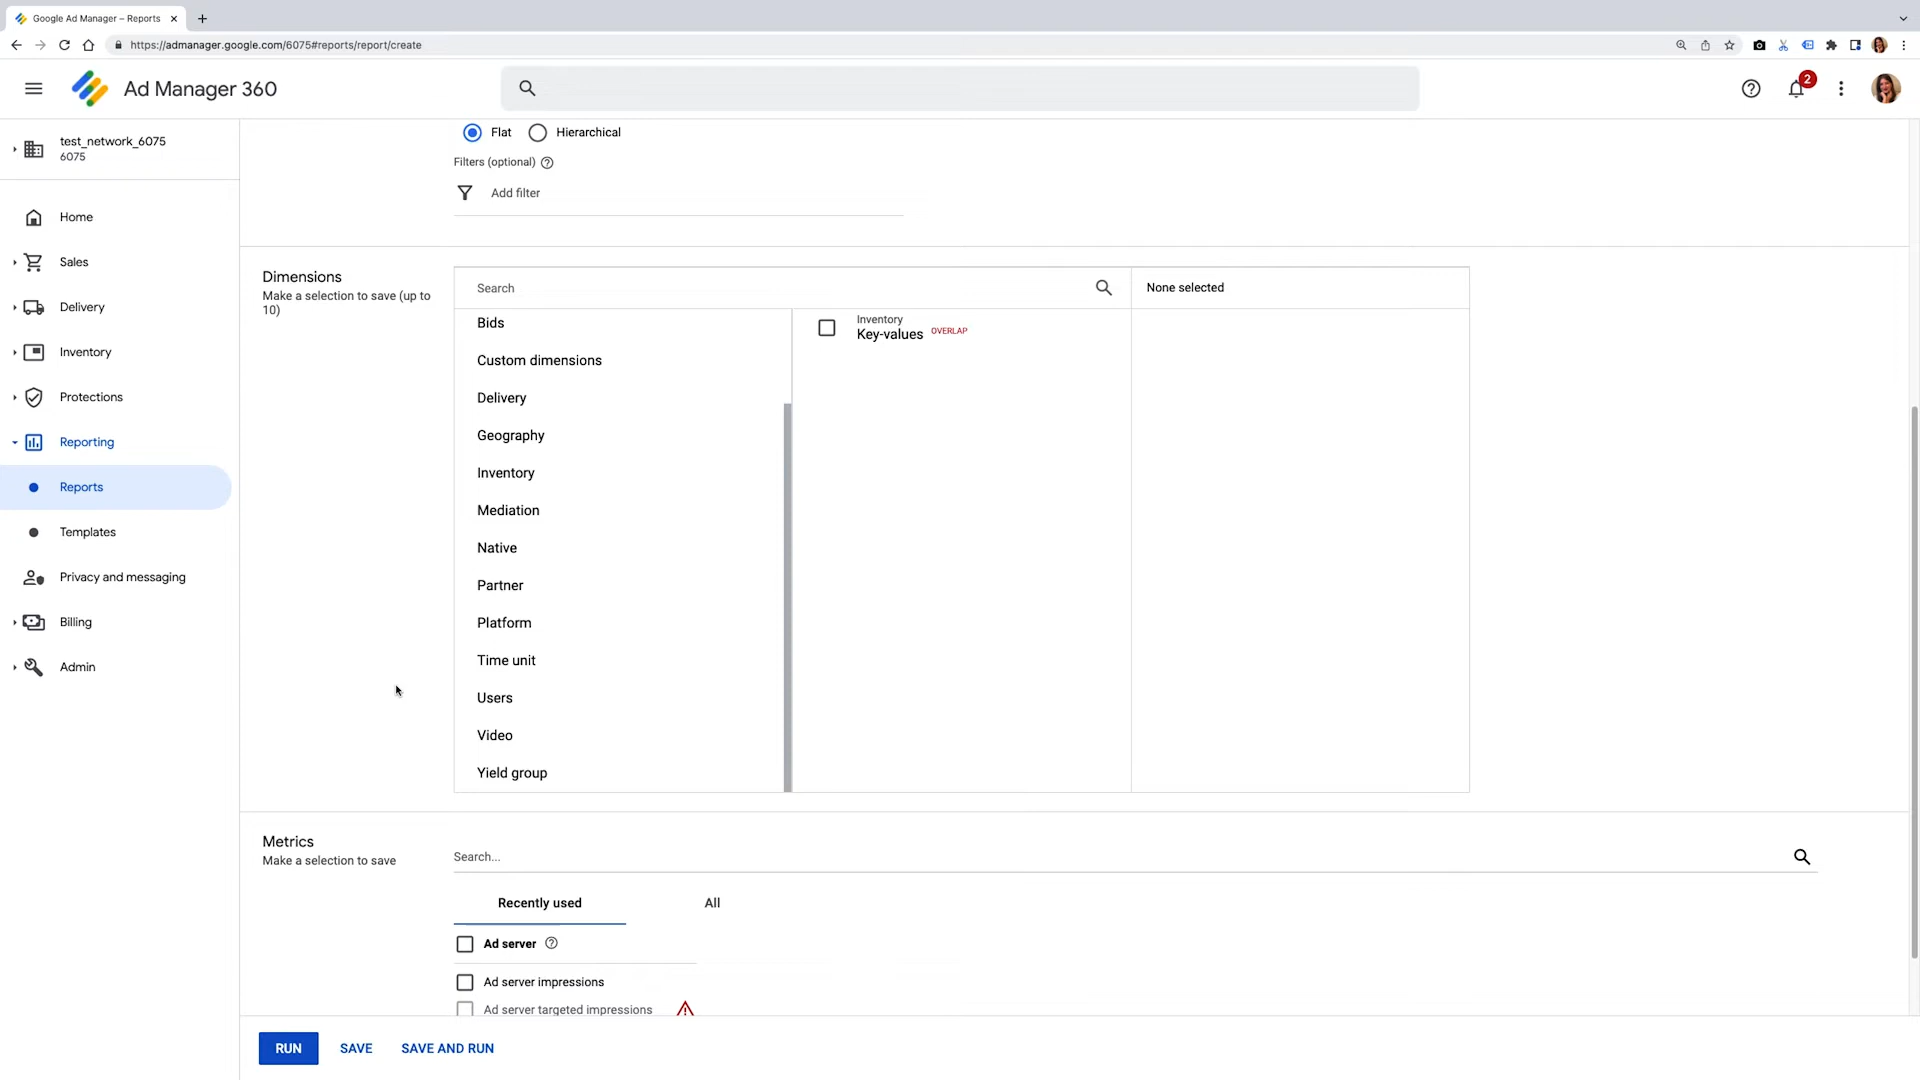 Google Ad Manager – Reports
https://admanager.google.com/6075#reports/report/create
Ad Manager 360
2
test_network_6075
6075
Home
Sales
Delivery
Inventory
Protections
Reporting
Reports
Templates
Privacy and messaging
Billing
Admin
Flat
Hierarchical
Filters (optional)
Add filter
Dimensions
Make a selection to save (up to
10)
Search
Bids
Custom dimensions
Delivery
Geography
Inventory
Mediation
Native
Partner
Platform
Time unit
Users
Video
Yield group
Inventory
Key-values OVERLAP
None selected
Metrics
Make a selection to save
Search...
Recently used
All
Ad server
Ad server impressions
Ad server targeted impressions
RUN
SAVE
SAVE AND RUN